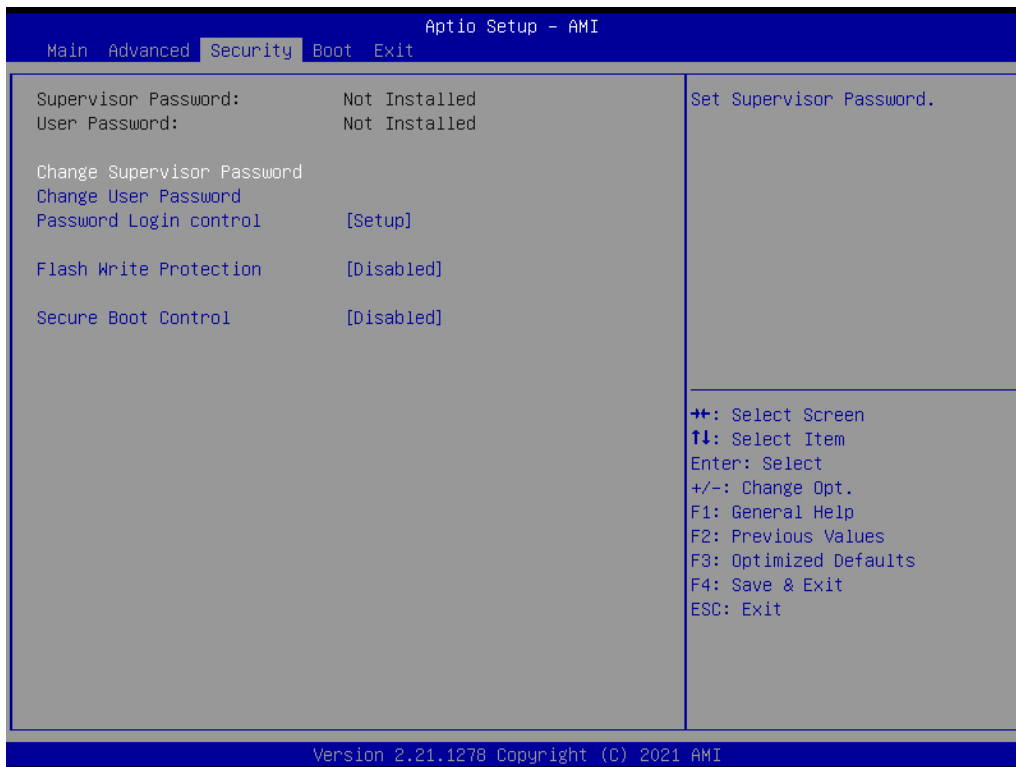 Aptio Setup – AMI
Main Advanced Security Boot Exit
Supervisor Password: Not Installed
User Password: Not Installed
Change Supervisor Password
Change User Password
Password Login control [Setup]
Flash Write Protection [Disabled]
Secure Boot Control [Disabled]
Set Supervisor Password.
→←: Select Screen
↑↓: Select Item
Enter: Select
+/-: Change Opt.
F1: General Help
F2: Previous Values
F3: Optimized Defaults
F4: Save & Exit
ESC: Exit
Version 2.21.1278 Copyright (C) 2021 AMI